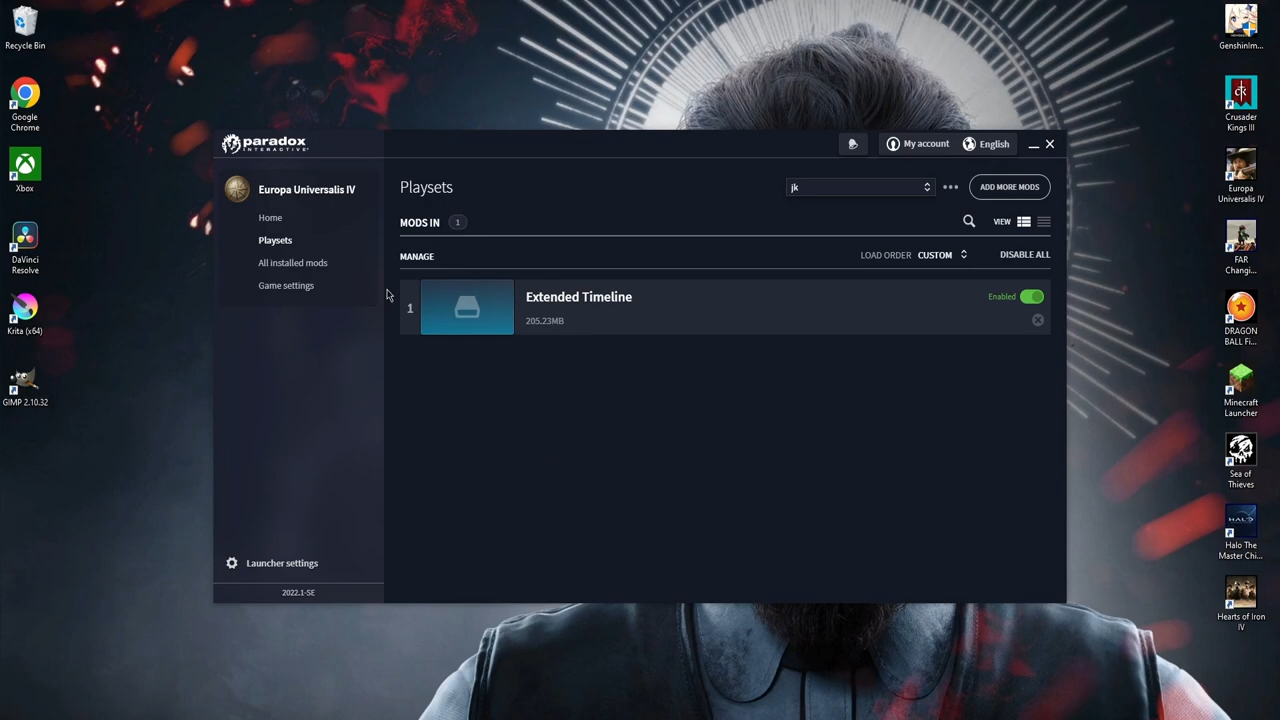 Recycle Bin
Google
Chrome
Xbox
DaVinci
Resolve
Krita (x64)
GIMP 2.10.32
paradox
INTERACTIVE
My account
English
Europa Universalis IV
Home
Playsets
All installed mods
Game settings
Launcher settings
2022.1-SE
Playsets
jk
ADD MORE MODS
MODS IN
1
VIEW
MANAGE
LOAD ORDER
CUSTOM
DISABLE ALL
1
Extended Timeline
205.23MB
Enabled
GenshinIm...
Crusader
Kings III
Europa
Universalis IV
FAR
Changi...
DRAGON
BALL Fi...
Minecraft
Launcher
Sea of
Thieves
HALO
Halo The
Master Chi...
Hearts of Iron
IV